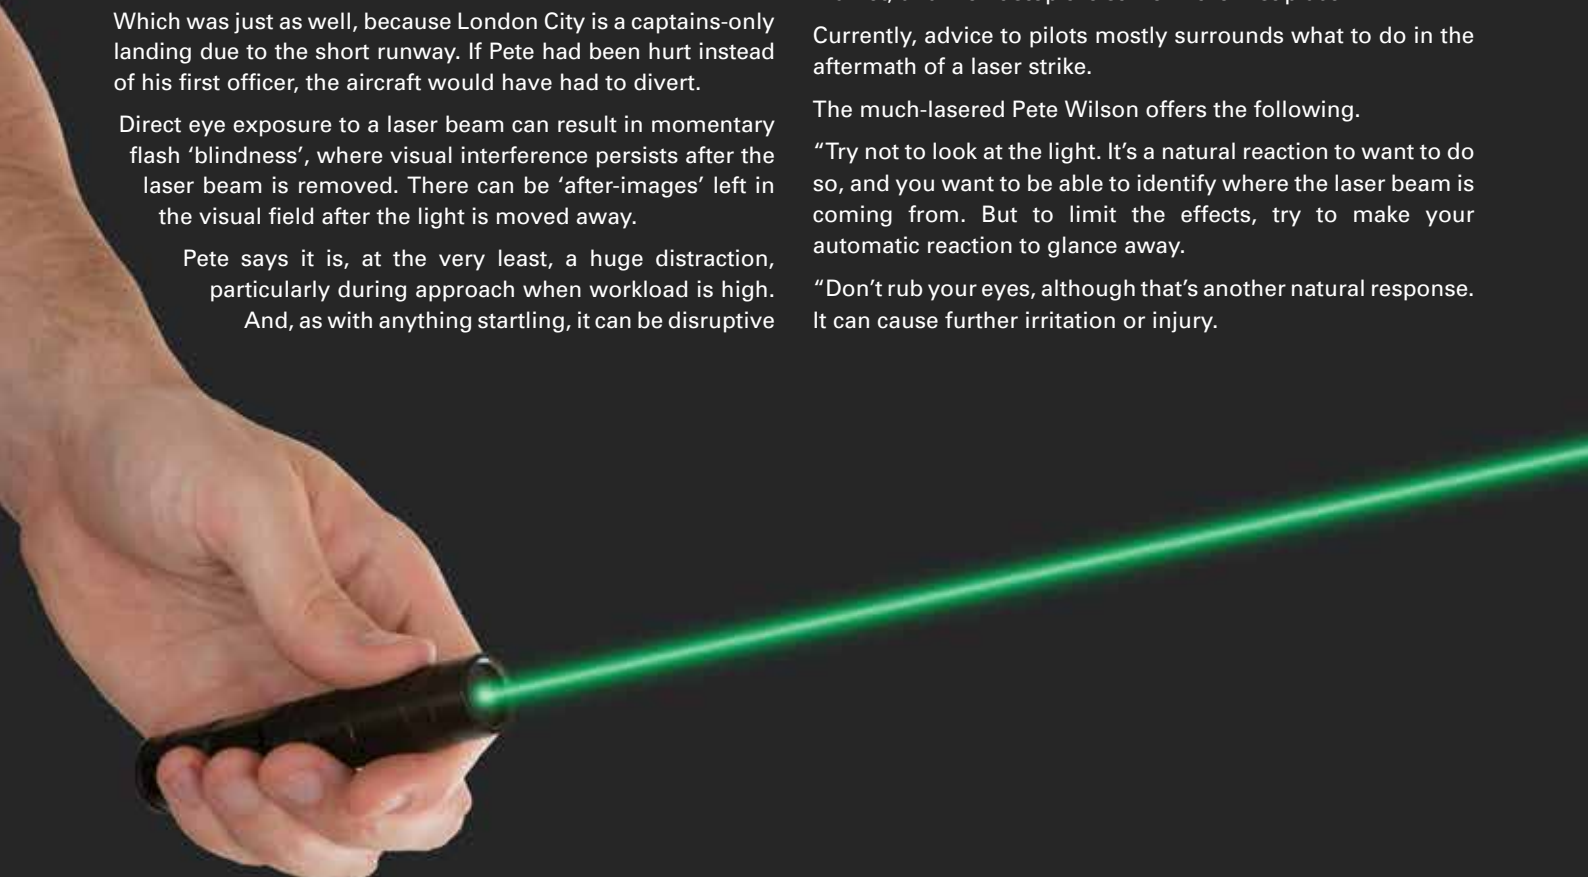 Which was just as well, because London City is a captains-only
landing due to the short runway. If Pete had been hurt instead
of his first officer, the aircraft would have had to divert.
Direct eye exposure to a laser beam can result in momentary
flash ‘blindness’, where visual interference persists after the
laser beam is removed. There can be ‘after-images’ left in
the visual field after the light is moved away.
Pete says it is, at the very least, a huge distraction,
particularly during approach when workload is high.
And, as with anything startling, it can be disruptive
Currently, advice to pilots mostly surrounds what to do in the
aftermath of a laser strike.
The much-lasered Pete Wilson offers the following.
“Try not to look at the light. It’s a natural reaction to want to do
so, and you want to be able to identify where the laser beam is
coming from. But to limit the effects, try to make your
automatic reaction to glance away.
“Don’t rub your eyes, although that’s another natural response.
It can cause further irritation or injury.